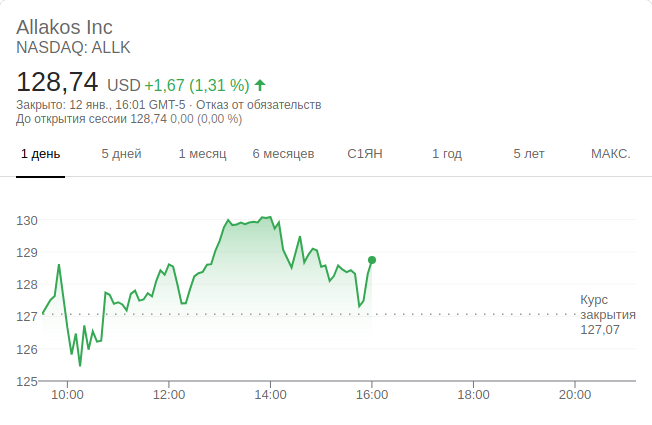 Allakos Inc
NASDAQ: ALLK
128,74 USD +1,67 (1,31 %)
Закрыто: 12 янв., 16:01 GMT-5 · Отказ от обязательств
До открытия сессии 128,74 0,00 (0,00 %)
1 день 5 дней 1 месяц 6 месяцев С1ЯН 1 год 5 лет МАКС.
130
129
128
127
126
125
Курс
закрытия
127,07
10:00 12:00 14:00 16:00 18:00 20:00